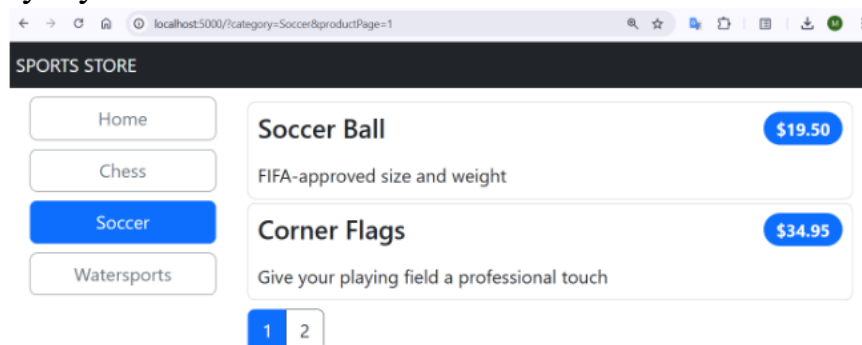 localhost:5000/?category=Soccer&productPage=1
SPORTS STORE
Home
Chess
Soccer
Watersports
Soccer Ball
$19.50
FIFA-approved size and weight
Corner Flags
$34.95
Give your playing field a professional touch
1 2